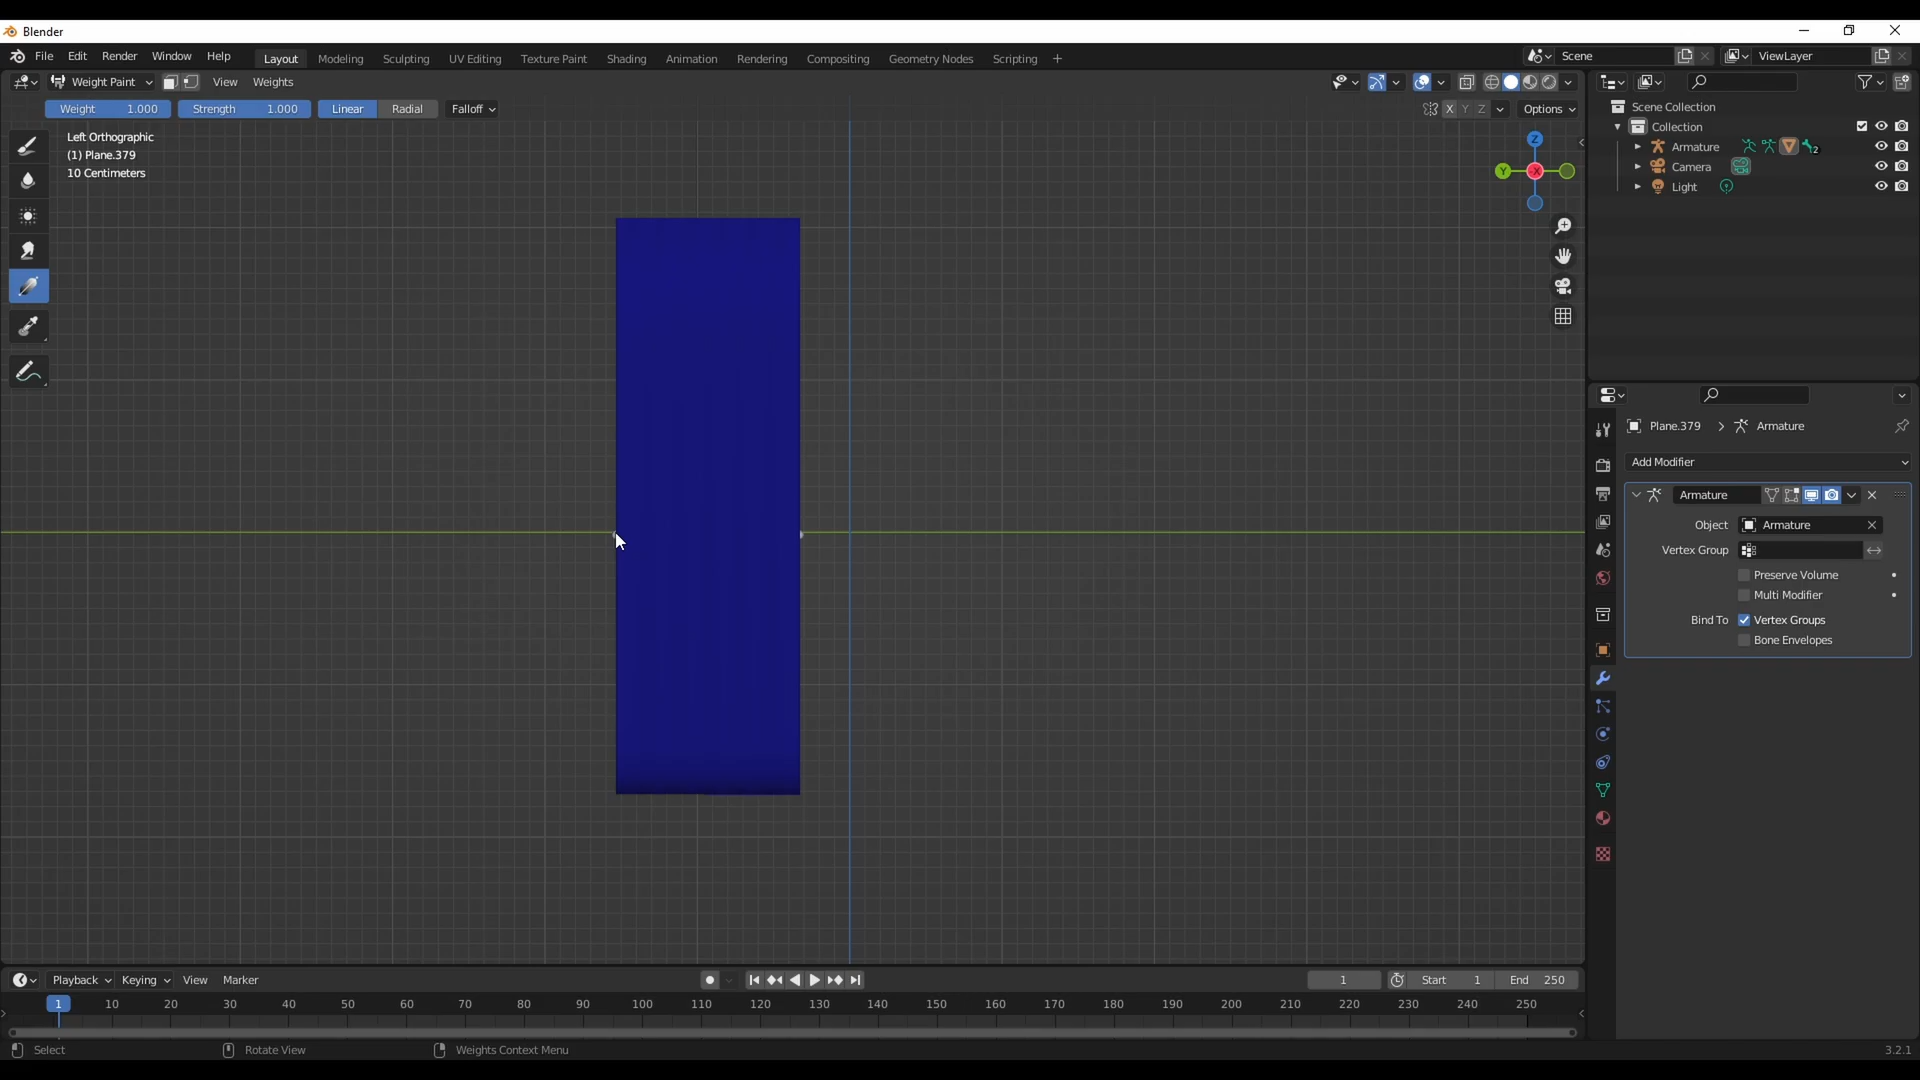 Blender
File Edit Render Window Help Layout Modeling Sculpting UV Editing Texture Paint Shading Animation Rendering Compositing Geometry Nodes Scripting + Scene ViewLayer
Weight Paint View Weights
Weight 1.000 Strength 1.000 Linear Radial Falloff X Y Z Options
Left Orthographic
(1) Plane.379
10 Centimeters
Z
Y -X
Scene Collection
Collection
Armature 2
Camera
Light
Plane.379 > Armature
Add Modifier
Armature
Object Armature
Vertex Group
Preserve Volume
Multi Modifier
Bind To Vertex Groups
Bone Envelopes
Playback Keying View Marker 1 Start 1 End 250
1 10 20 30 40 50 60 70 80 90 100 110 120 130 140 150 160 170 180 190 200 210 220 230 240 250
Select Rotate View Weights Context Menu 3.2.1